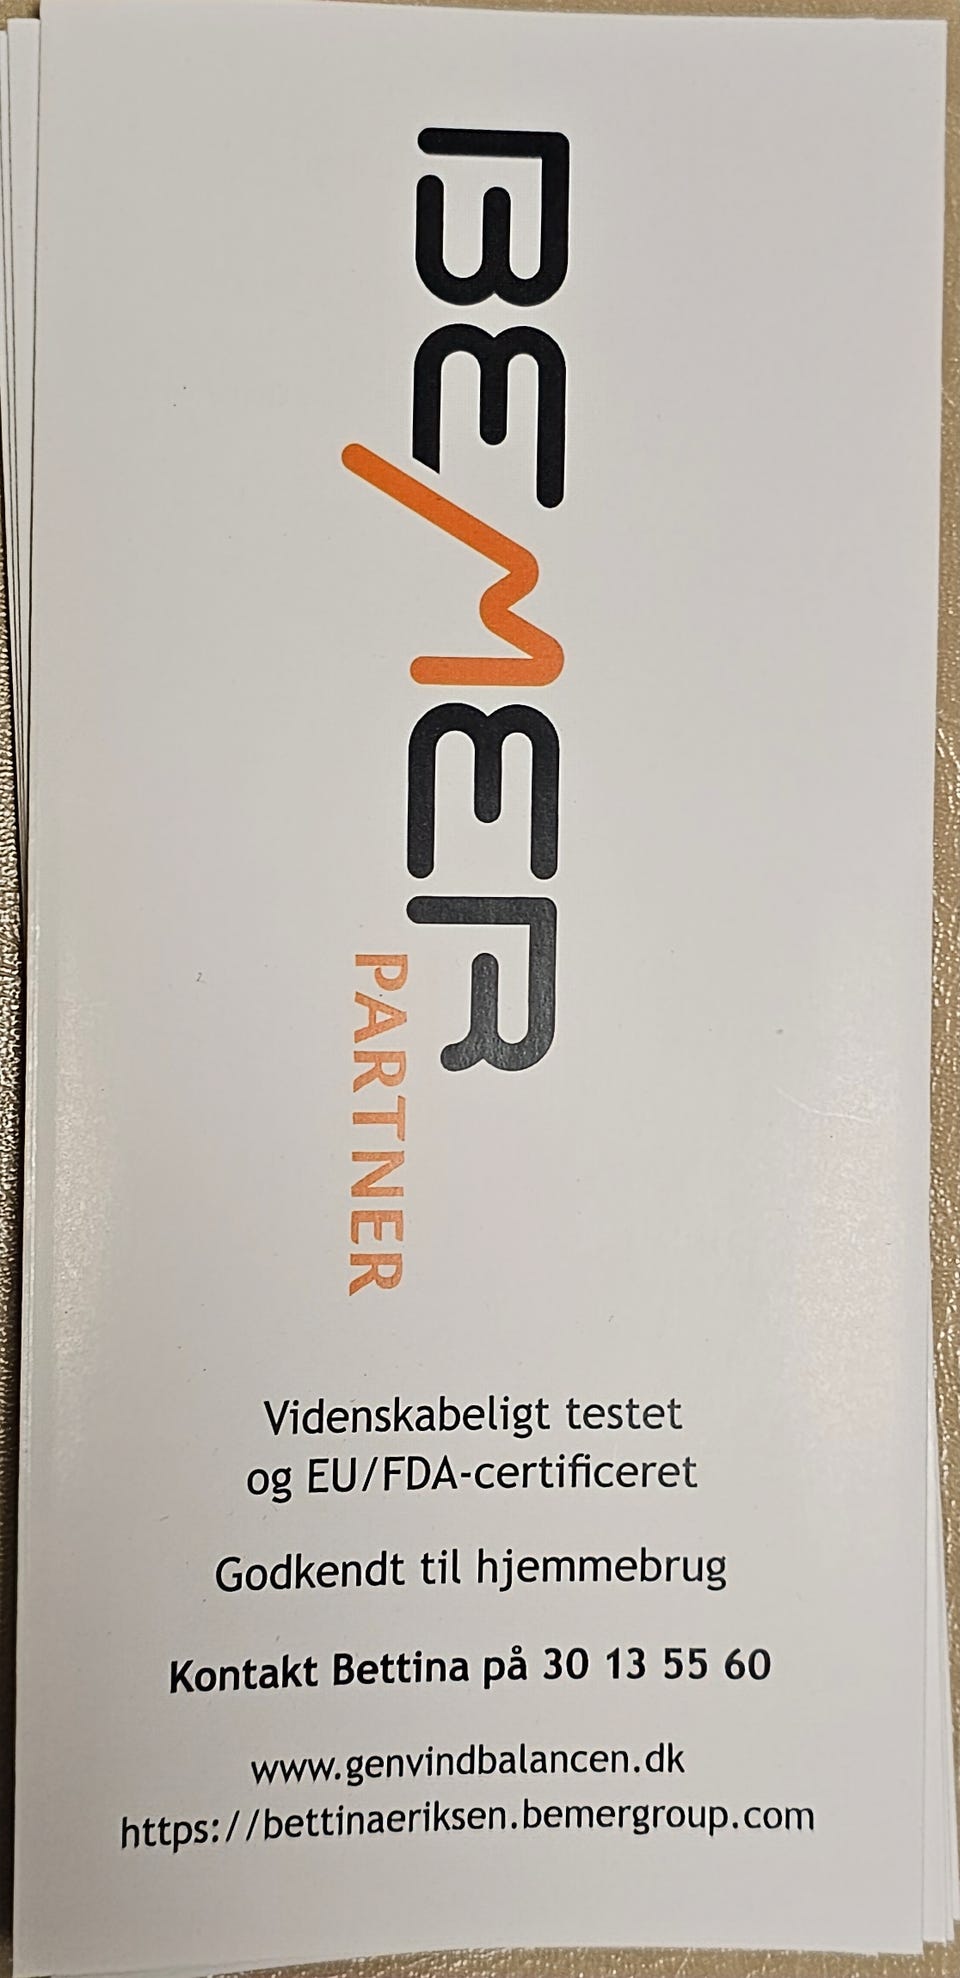 BEMER
PARTNER
Videnskabeligt testet
og EU/FDA-certificeret
Godkendt til hjemmebrug
Kontakt Bettina på 30 13 55 60
www.genvindbalancen.dk
https://bettinaeriksen.bemergroup.com